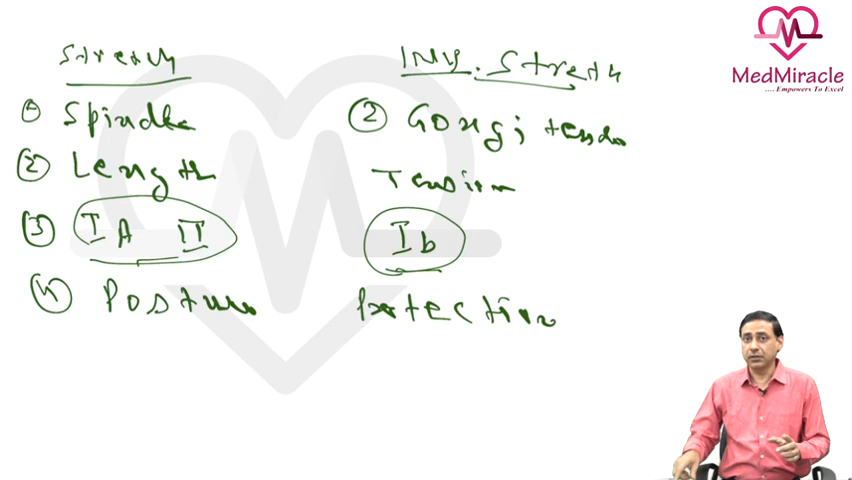 Stretch Inv. Stretch
① Spindle ② Golgi tendon
② Length Tension
③ IA II Ib
④ Posture Protection
MedMiracle
.... Empowers To Excel